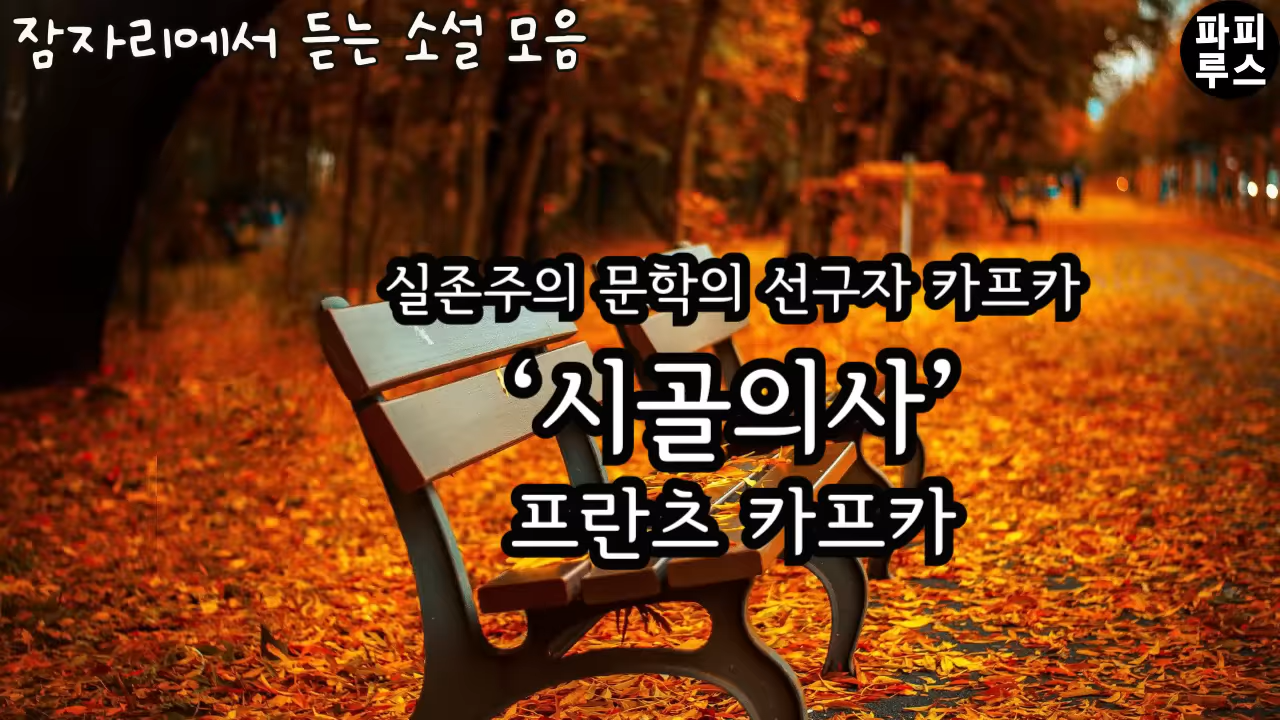 잠자리에서 듣는 소설 모음
파피
루스
실존주의 문학의 선구자 카프카
‘시골의사’
프란츠 카프카